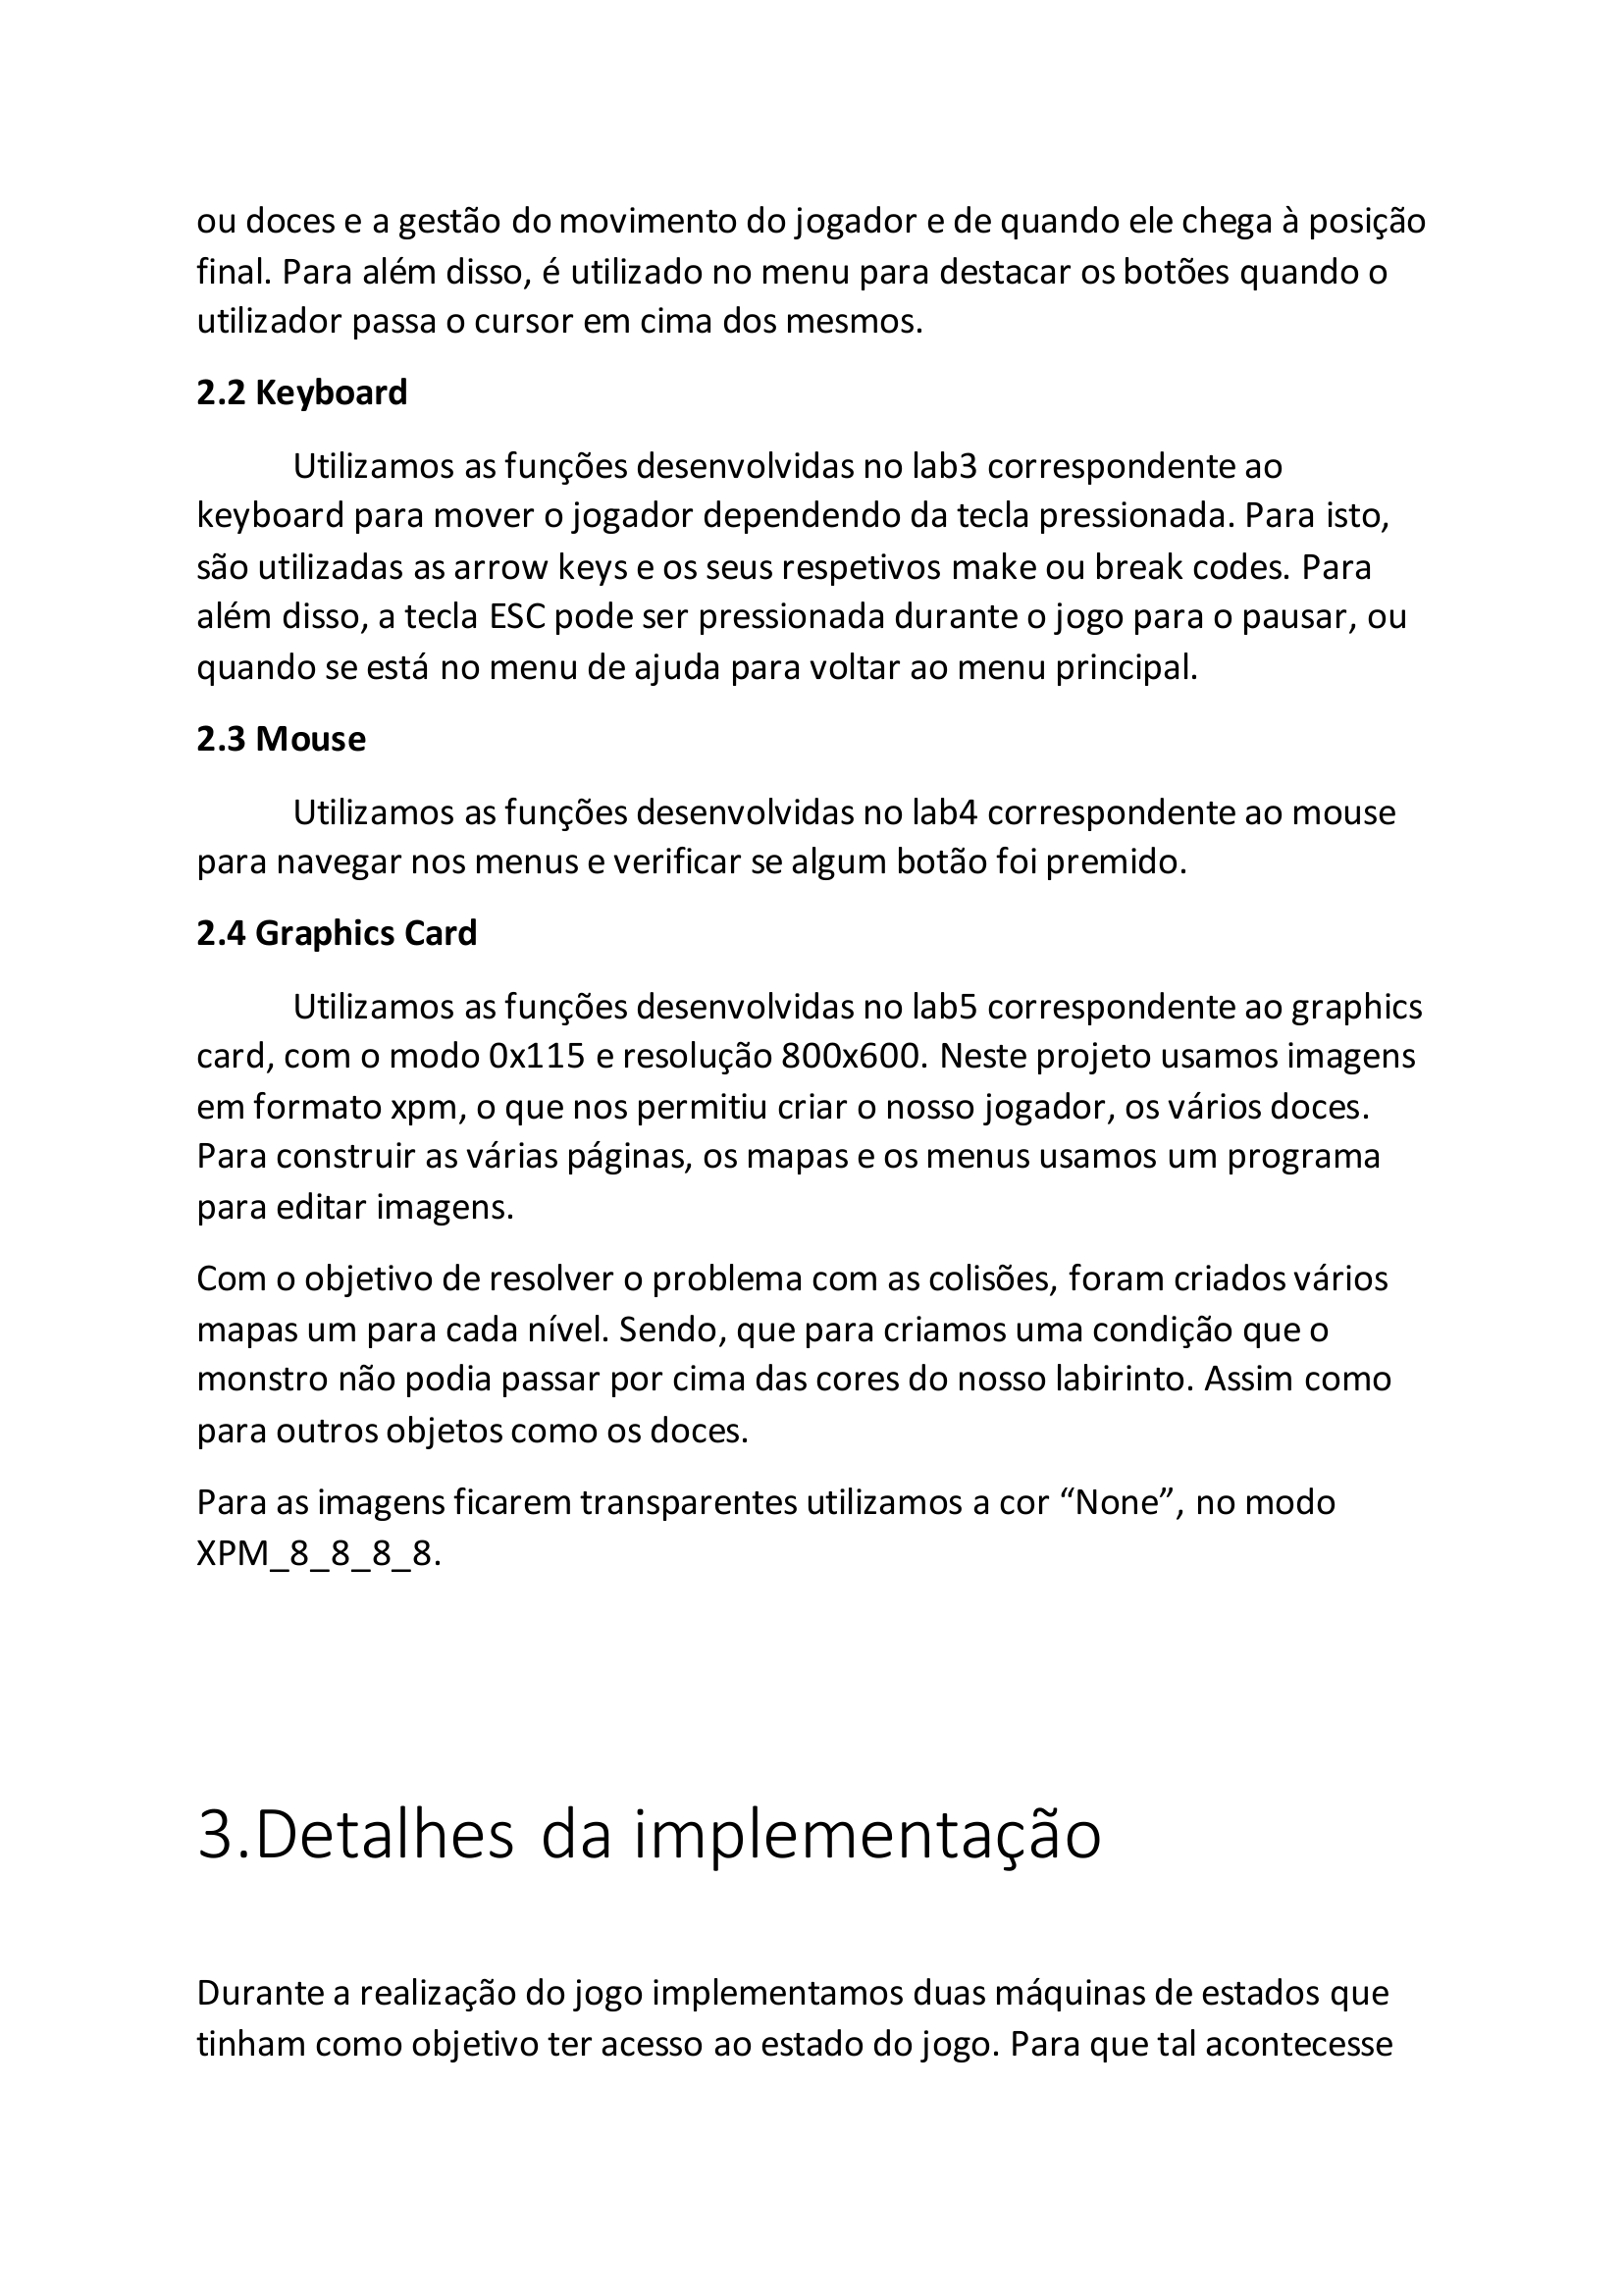 ou doces e a gestão do movimento do jogador e de quando ele chega à posição
final. Para além disso, é utilizado no menu para destacar os botões quando o
utilizador passa o cursor em cima dos mesmos.
2.2 Keyboard
Utilizamos as funções desenvolvidas no lab3 correspondente ao
keyboard para mover o jogador dependendo da tecla pressionada. Para isto,
são utilizadas as arrow keys e os seus respetivos make ou break codes. Para
além disso, a tecla ESC pode ser pressionada durante o jogo para o pausar, ou
quando se está no menu de ajuda para voltar ao menu principal.
2.3 Mouse
Utilizamos as funções desenvolvidas no lab4 correspondente ao mouse
para navegar nos menus e verificar se algum botão foi premido.
2.4 Graphics Card
Utilizamos as funções desenvolvidas no lab5 correspondente ao graphics
card, com o modo 0x115 e resolução 800x600. Neste projeto usamos imagens
em formato xpm, o que nos permitiu criar o nosso jogador, os vários doces.
Para construir as várias páginas, os mapas e os menus usamos um programa
para editar imagens.
Com o objetivo de resolver o problema com as colisões, foram criados vários
mapas um para cada nível. Sendo, que para criamos uma condição que o
monstro não podia passar por cima das cores do nosso labirinto. Assim como
para outros objetos como os doces.
Para as imagens ficarem transparentes utilizamos a cor “None”, no modo
XPM_8_8_8_8.
3.Detalhes da implementação
Durante a realização do jogo implementamos duas máquinas de estados que
tinham como objetivo ter acesso ao estado do jogo. Para que tal acontecesse